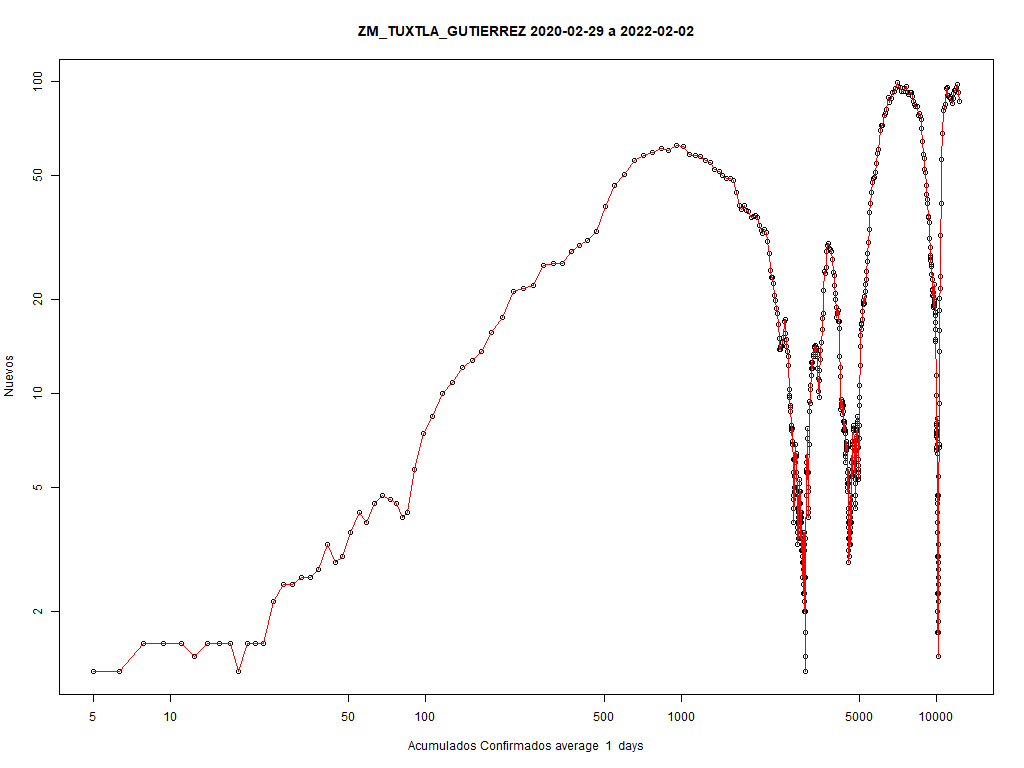 ZM_TUXTLA_GUTIERREZ 2020-02-29 a 2022-02-02
Nuevos
100
50
20
10
5
2
5 10 50 100 500 1000 5000 10000
Acumulados Confirmados average 1 days